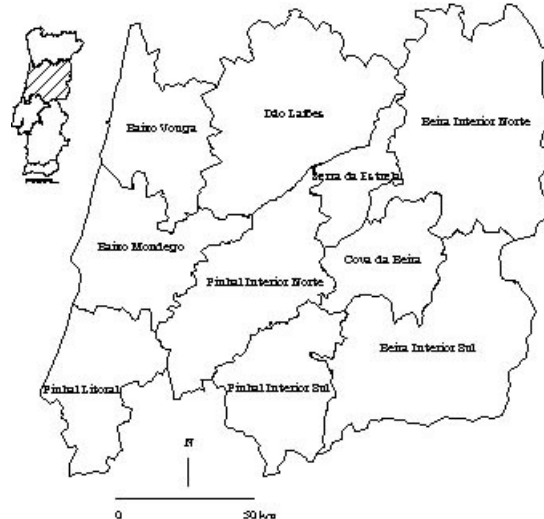 Baixo Vouga
Dão Lafões
Beira Interior Norte
Serra da Estrela
Baixo Mondego
Cova da Beira
Pinhal Interior Norte
Beira Interior Sul
Pinhal Litoral
Pinhal Interior Sul
N
0 30 km